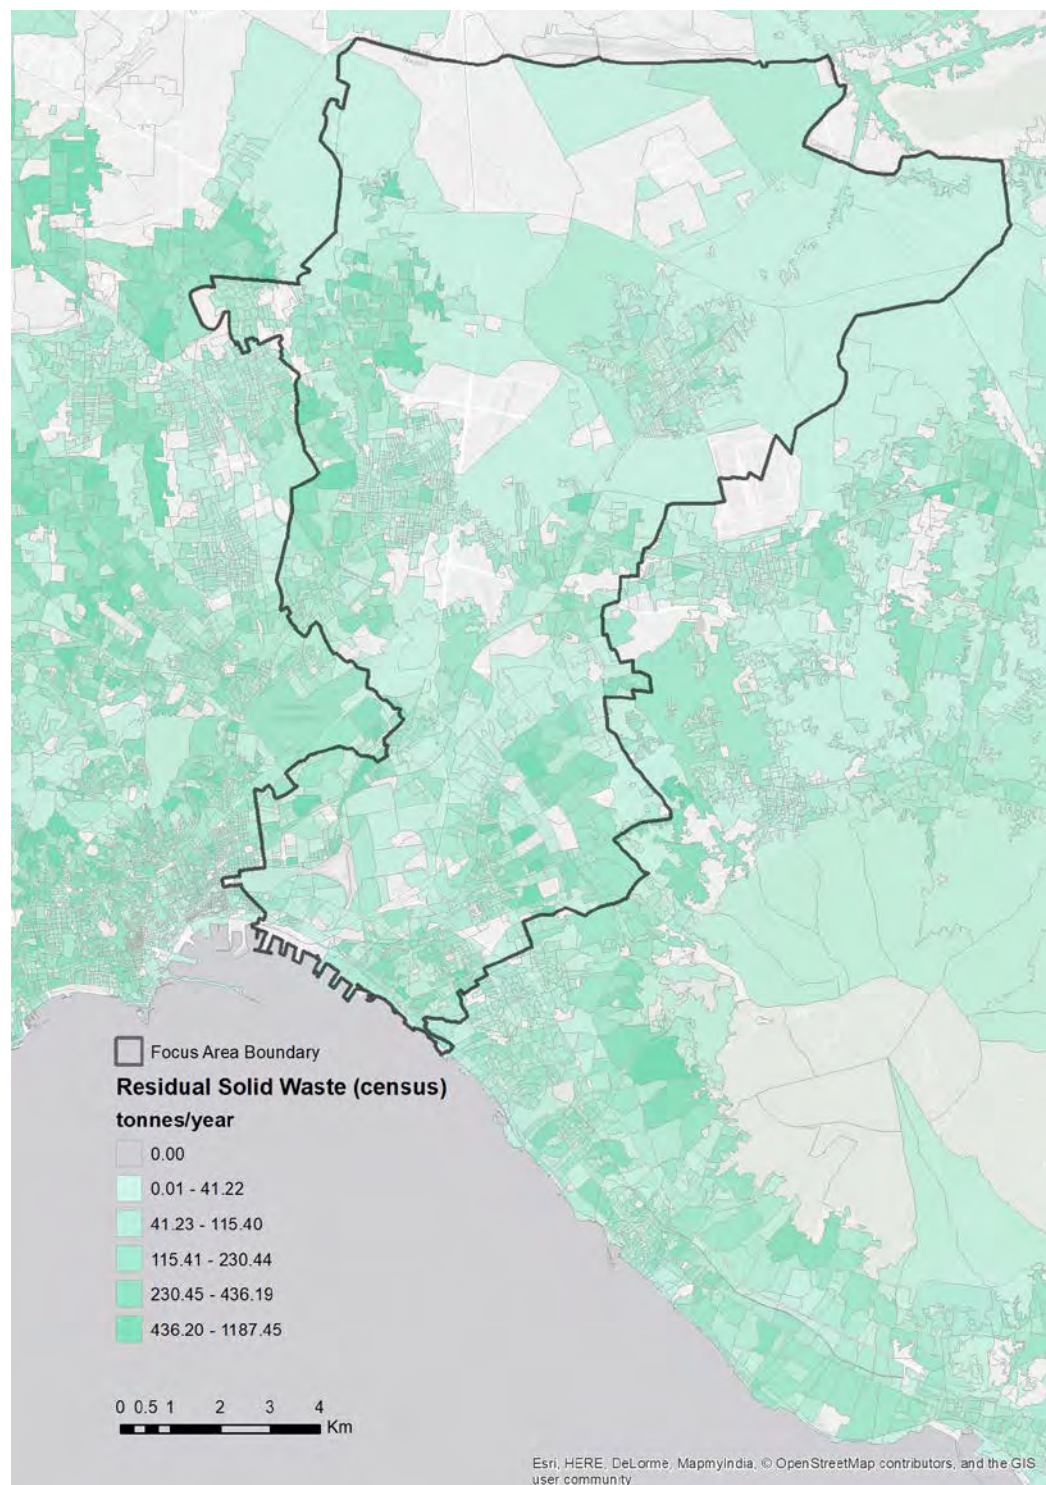 Focus Area Boundary
Residual Solid Waste (census)
tonnes/year
0.00
0.01 - 41.22
41.23 - 115.40
115.41 - 230.44
230.45 - 436.19
436.20 - 1187.45
0 0.5 1 2 3 4
Km
Esri, HERE, DeLorme, MapmyIndia, © OpenStreetMap contributors, and the GIS
user community